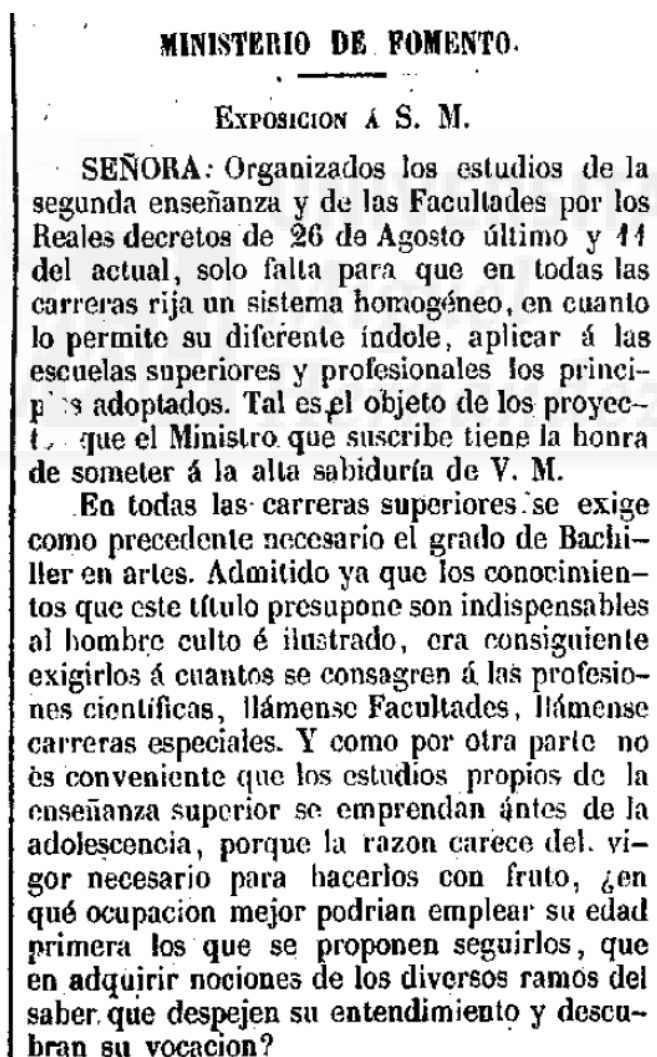 MINISTERIO DE FOMENTO.
EXPOSICION Á S. M.
SEÑORA: Organizados los estudios de la
segunda enseñanza y de las Facultades por los
Reales decretos de 26 de Agosto último y 11
del actual, solo falta para que en todas las
carreras rija un sistema homogéneo, en cuanto
lo permite su diferente índole, aplicar á las
escuelas superiores y profesionales los princi-
adoptados. Tal es el objeto de los proyec-
que el Ministro que suscribe tiene la honra
de someter á la alta sabiduría de V. M.
En todas las carreras superiores se exige
como precedente necesario el grado de Bachi-
ller en artes. Admitido ya que los conocimien-
tos que este título presupone son indispensables
al hombre culto é ilustrado, era consiguiente
exigirlos á cuantos se consagren á las profesio-
nes científicas, llámense Facultades, llámense
carreras especiales. Y como por otra parte no
es conveniente que los estudios propios de la
enseñanza superior se emprendan ántes de la
adolescencia, porque la razon carece del vi-
gor necesario para hacerlos con fruto, ¿en
qué ocupacion mejor podrian emplear su edad
primera los que se proponen seguirlos, que
en adquirir nociones de los diversos ramos del
saber que despejen su entendimiento y descu-
bran su vocacion?